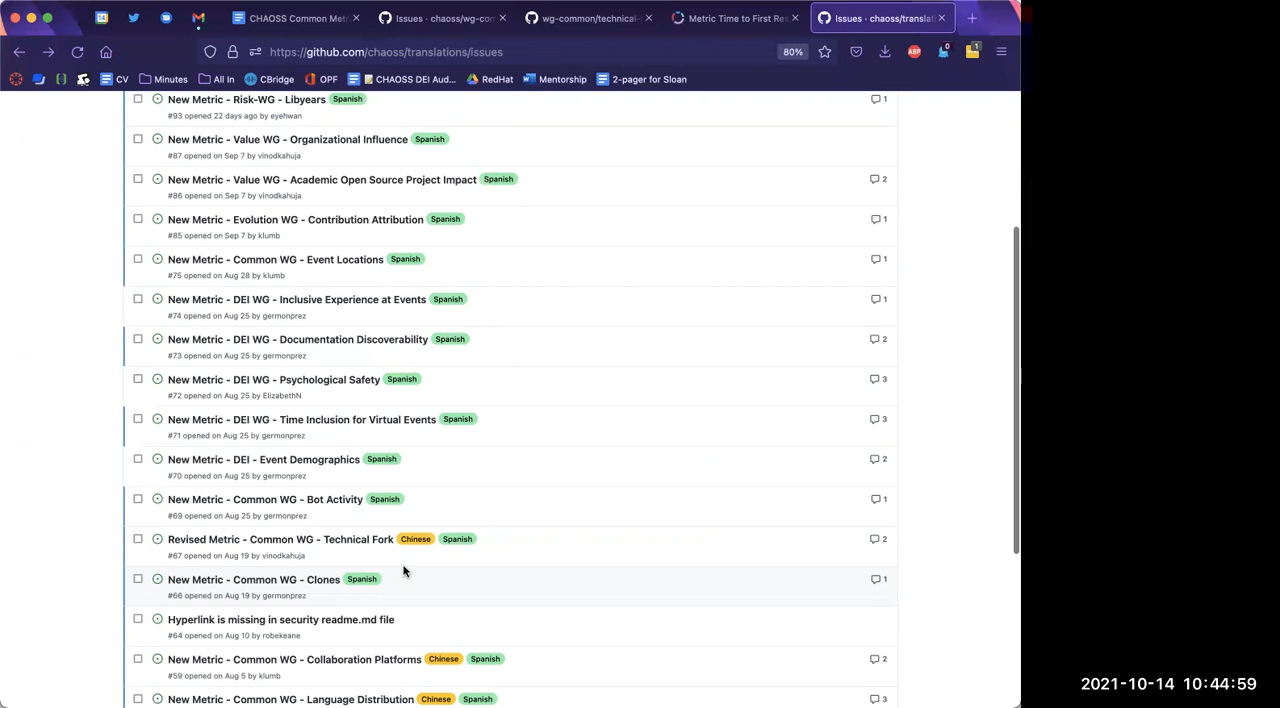 CHAOSS Common Metr
Issues · chaoss/wg-com
wg-common/technical-
Metric Time to First Res
Issues · chaoss/translat
https://github.com/chaoss/translations/issues
80%
ABP
0
1
CV
Minutes
All In
CBridge
OPF
CHAOSS DEI Aud...
RedHat
Mentorship
2-pager for Sloan
New Metric - Risk-WG - Libyears Spanish
1
#93 opened 22 days ago by eyehwan
New Metric - Value WG - Organizational Influence Spanish
#87 opened on Sep 7 by vinodkahuja
New Metric - Value WG - Academic Open Source Project Impact Spanish
2
#86 opened on Sep 7 by vinodkahuja
New Metric - Evolution WG - Contribution Attribution Spanish
1
#85 opened on Sep 7 by klumb
New Metric - Common WG - Event Locations Spanish
1
#75 opened on Aug 28 by klumb
New Metric - DEI WG - Inclusive Experience at Events Spanish
1
#74 opened on Aug 25 by germonprez
New Metric - DEI WG - Documentation Discoverability Spanish
2
#73 opened on Aug 25 by germonprez
New Metric - DEI WG - Psychological Safety Spanish
3
#72 opened on Aug 25 by ElizabethN
New Metric - DEI WG - Time Inclusion for Virtual Events Spanish
3
#71 opened on Aug 25 by germonprez
New Metric - DEI - Event Demographics Spanish
2
#70 opened on Aug 25 by germonprez
New Metric - Common WG - Bot Activity Spanish
1
#69 opened on Aug 25 by germonprez
Revised Metric - Common WG - Technical Fork Chinese Spanish
2
#67 opened on Aug 19 by vinodkahuja
New Metric - Common WG - Clones Spanish
1
#66 opened on Aug 19 by germonprez
Hyperlink is missing in security readme.md file
#64 opened on Aug 10 by robekeane
New Metric - Common WG - Collaboration Platforms Chinese Spanish
2
#59 opened on Aug 5 by klumb
New Metric - Common WG - Language Distribution Chinese Spanish
3
2021-10-14 10:44:59